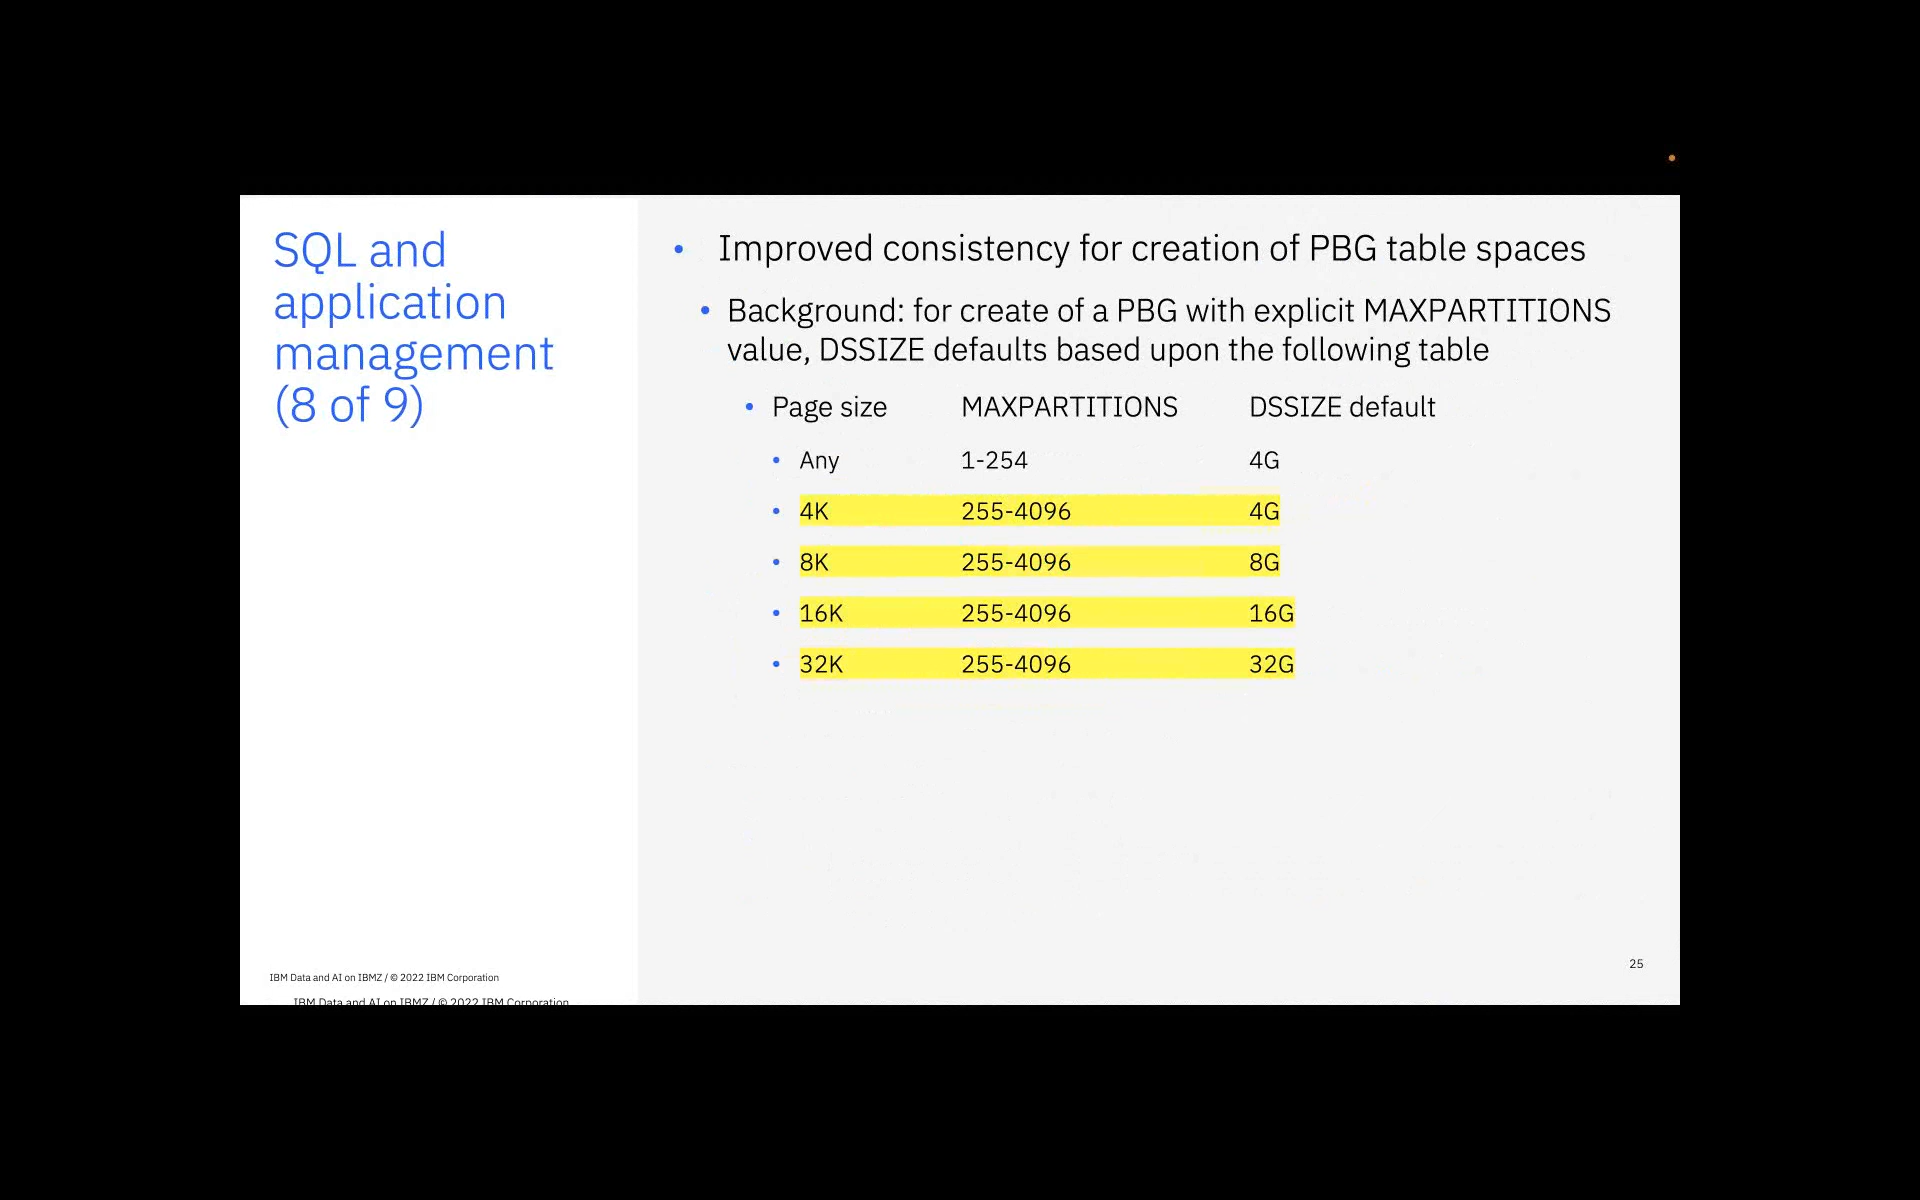 SQL and
application
management
(8 of 9)
• Improved consistency for creation of PBG table spaces
• Background: for create of a PBG with explicit MAXPARTITIONS
value, DSSIZE defaults based upon the following table
• Page size MAXPARTITIONS DSSIZE default
• Any 1-254 4G
• 4K 255-4096 4G
• 8K 255-4096 8G
• 16K 255-4096 16G
• 32K 255-4096 32G
25
IBM Data and AI on IBMZ / © 2022 IBM Corporation
IBM Data and AI on IBMZ / © 2022 IBM Corporation